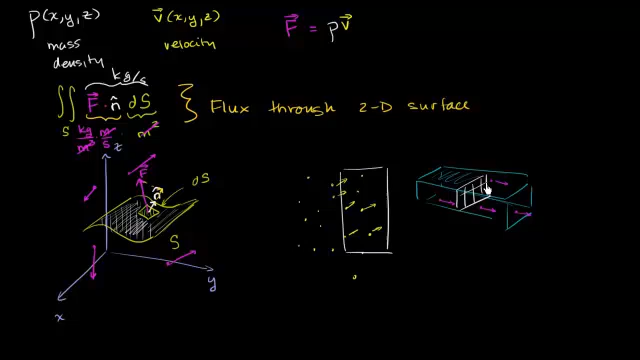 ρ(x,y,z) v⃗(x,y,z) F⃗ = ρv⃗
mass velocity
density
kg/s
∬ F⃗ · n̂ dS } Flux through 2-D surface
S kg/m³ · m/s m²
z
F⃗ n̂ dS
S
y
x